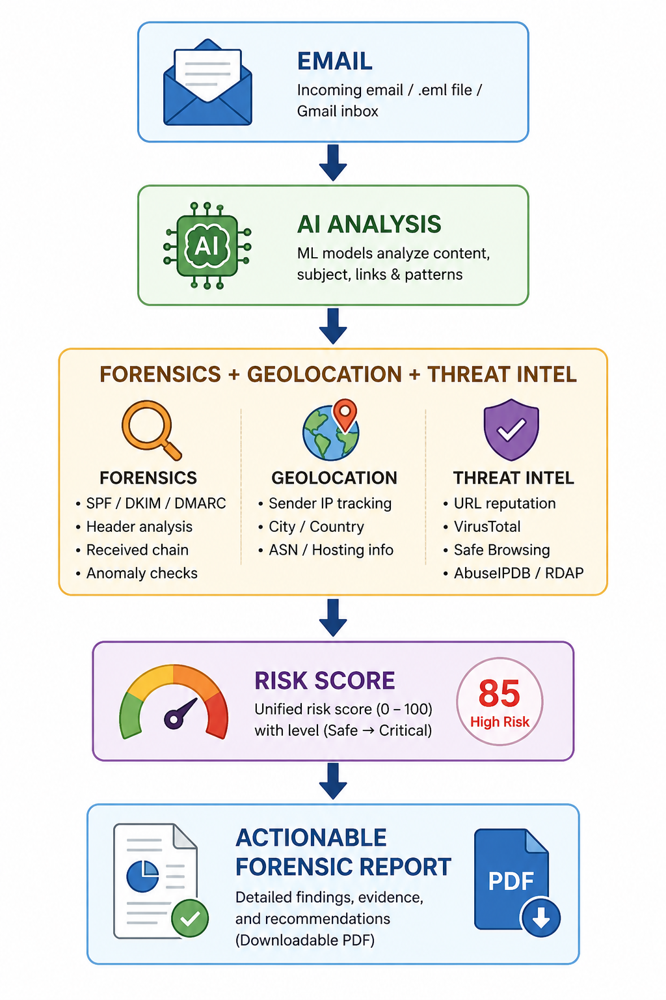 EMAIL
Incoming email / .eml file /
Gmail inbox
AI
AI ANALYSIS
ML models analyze content,
subject, links & patterns
FORENSICS + GEOLOCATION + THREAT INTEL
FORENSICS
• SPF / DKIM / DMARC
• Header analysis
• Received chain
• Anomaly checks
GEOLOCATION
• Sender IP tracking
• City / Country
• ASN / Hosting info
THREAT INTEL
• URL reputation
• VirusTotal
• Safe Browsing
• AbuseIPDB / RDAP
RISK SCORE
Unified risk score (0 – 100)
with level (Safe → Critical)
85
High Risk
ACTIONABLE
FORENSIC REPORT
Detailed findings, evidence,
and recommendations
(Downloadable PDF)
PDF